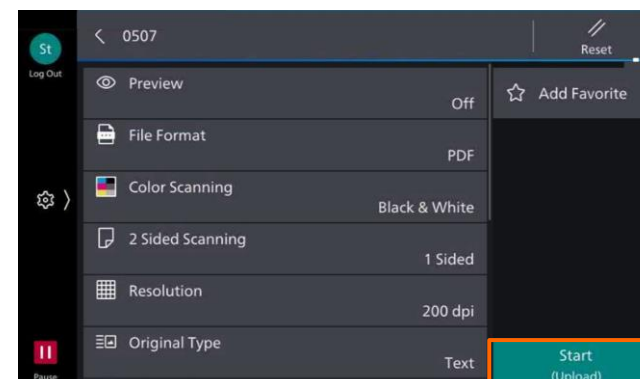 St
Log Out
0507
Reset
Preview
Off
Add Favorite
File Format
PDF
Color Scanning
Black & White
2 Sided Scanning
1 Sided
Resolution
200 dpi
Original Type
Text
Start
(Upload)
Pause